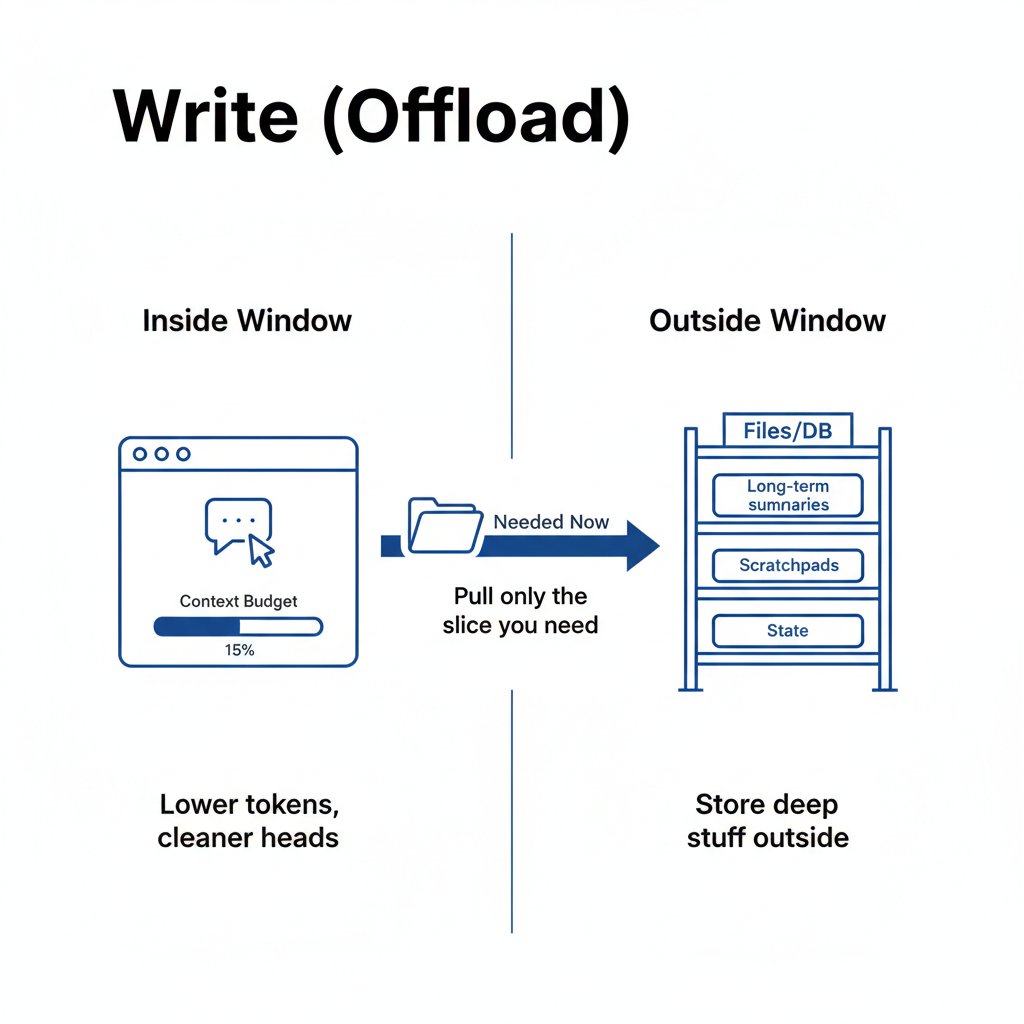 Write (Offload)
Inside Window
Outside Window
Files/DB
Long-term
sumnaries
Scratchpads
State
Context Budget
15%
Needed Now
Pull only the
slice you need
Lower tokens,
cleaner heads
Store deep
stuff outside